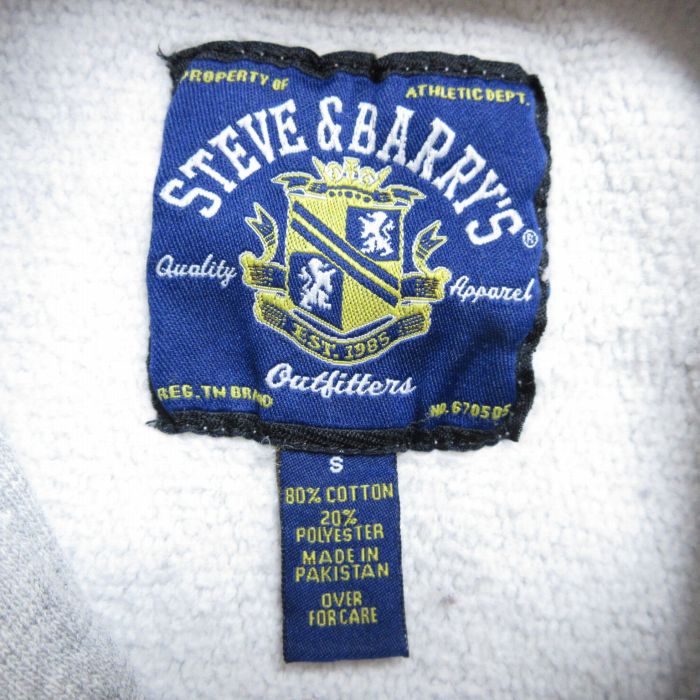 PROPERTY OF ATHLETIC DEPT.
STEVE & BARRY'S®
Quality Apparel
EST. 1985
Outfitters
REG. TM BRAND NO. 670505
S
80% COTTON
20%
POLYESTER
MADE IN
PAKISTAN
OVER
FOR CARE